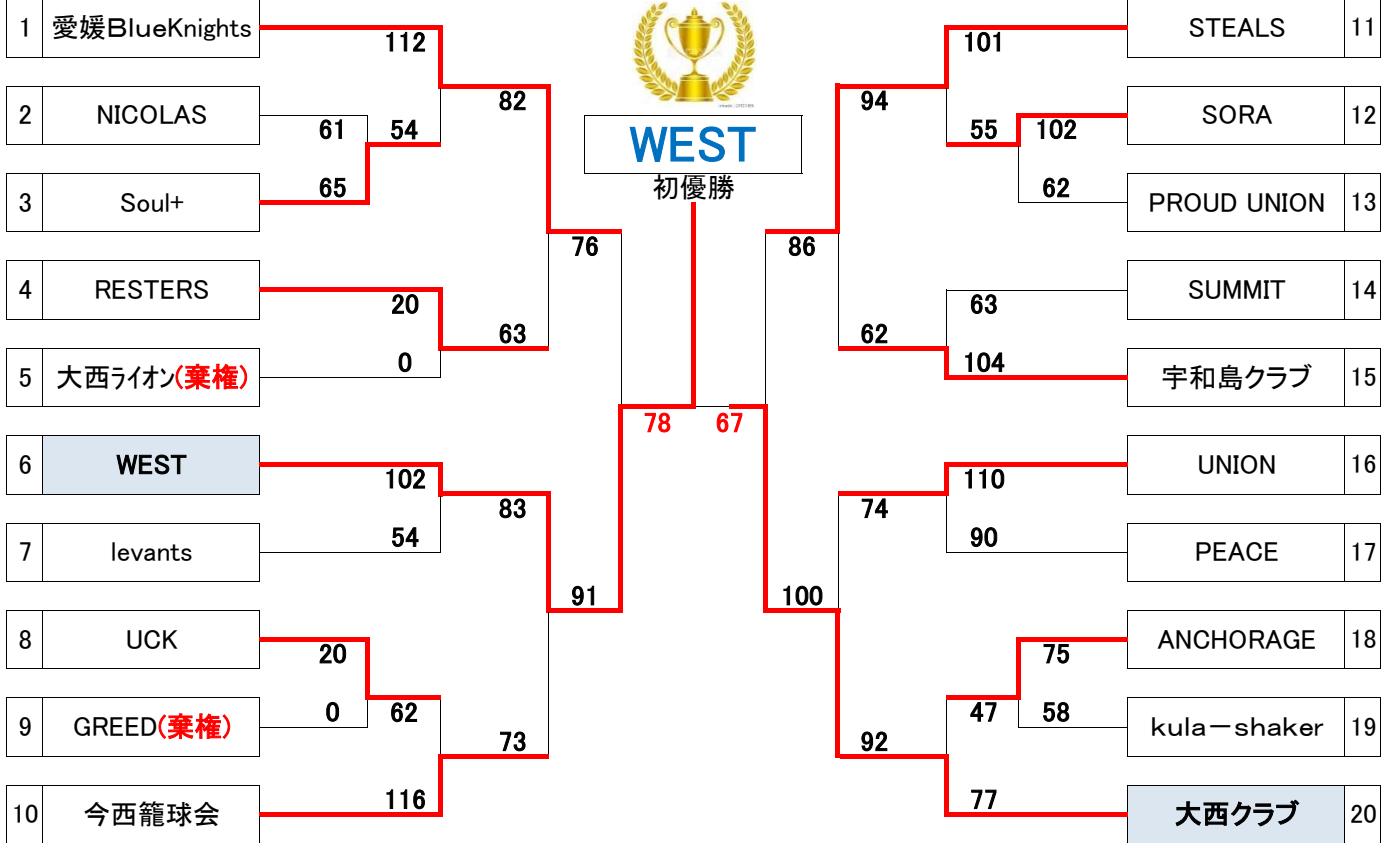 1 愛媛BlueKnights
112
82
2 NICOLAS
61
54
3 Soul+
65
76
4 RESTERS
20
63
5 大西ライオン(棄権)
0
6 WEST
102
83
7 levants
54
91
8 UCK
20
62
9 GREED(棄権)
0
73
10 今西籠球会
116
WEST
初優勝
78 67
STEALS 11
101
94
SORA 12
55 102
PROUD UNION 13
62
86
SUMMIT 14
63
62
宇和島クラブ 15
104
UNION 16
110
74
PEACE 17
90
100
ANCHORAGE 18
75
47
kula－shaker 19
58
92
大西クラブ 20
77